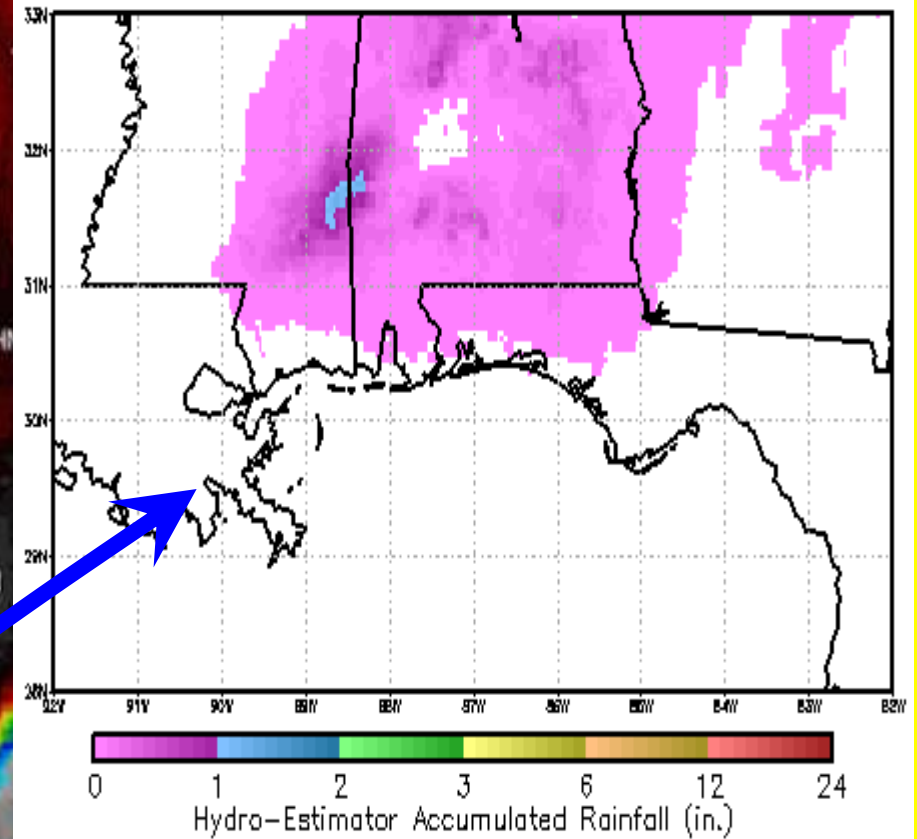 33N
32N
31N
30N
29N
28N
92W 91W 90W 89W 88W 87W 86W 85W 84W 83W 82W
0 1 2 3 6 12 24
Hydro-Estimator Accumulated Rainfall (in.)